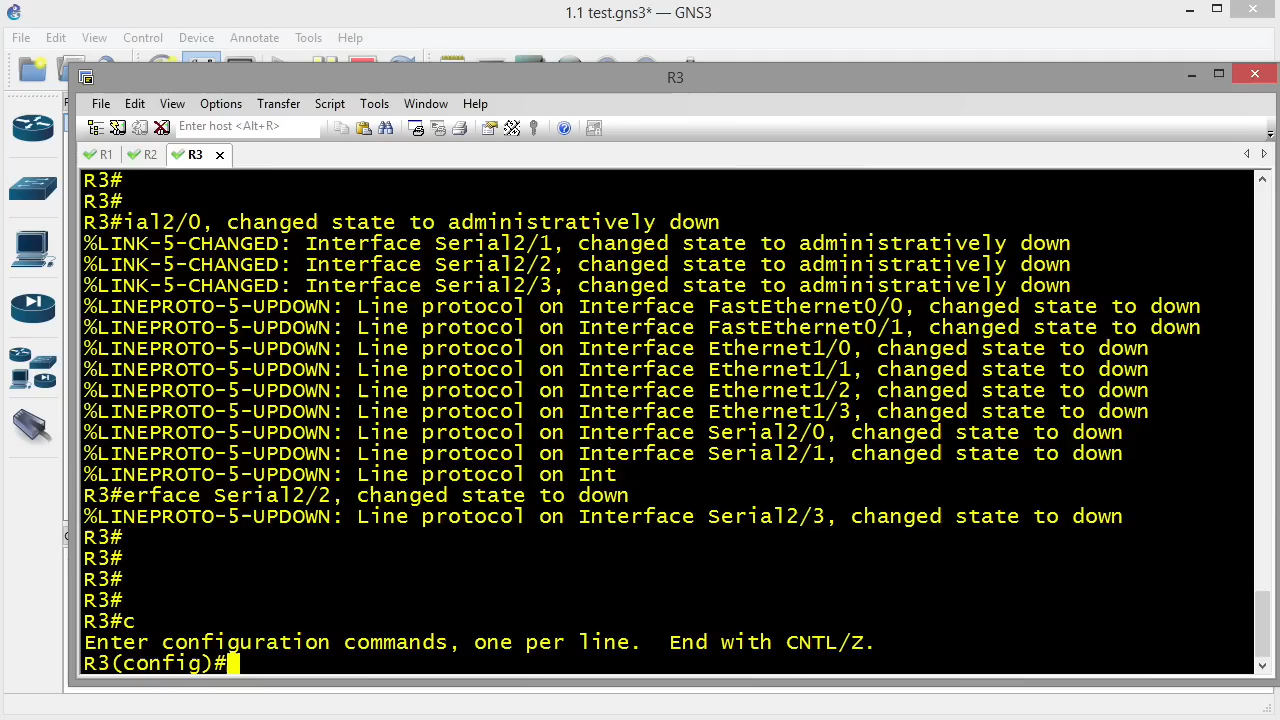 1.1 test.gns3* — GNS3
File Edit View Control Device Annotate Tools Help
R3
File Edit View Options Transfer Script Tools Window Help
Enter host <Alt+R>
R1 R2 R3
R3#
R3#
R3#ial2/0, changed state to administratively down
%LINK-5-CHANGED: Interface Serial2/1, changed state to administratively down
%LINK-5-CHANGED: Interface Serial2/2, changed state to administratively down
%LINK-5-CHANGED: Interface Serial2/3, changed state to administratively down
%LINEPROTO-5-UPDOWN: Line protocol on Interface FastEthernet0/0, changed state to down
%LINEPROTO-5-UPDOWN: Line protocol on Interface FastEthernet0/1, changed state to down
%LINEPROTO-5-UPDOWN: Line protocol on Interface Ethernet1/0, changed state to down
%LINEPROTO-5-UPDOWN: Line protocol on Interface Ethernet1/1, changed state to down
%LINEPROTO-5-UPDOWN: Line protocol on Interface Ethernet1/2, changed state to down
%LINEPROTO-5-UPDOWN: Line protocol on Interface Ethernet1/3, changed state to down
%LINEPROTO-5-UPDOWN: Line protocol on Interface Serial2/0, changed state to down
%LINEPROTO-5-UPDOWN: Line protocol on Interface Serial2/1, changed state to down
%LINEPROTO-5-UPDOWN: Line protocol on Int
R3#erface Serial2/2, changed state to down
%LINEPROTO-5-UPDOWN: Line protocol on Interface Serial2/3, changed state to down
R3#
R3#
R3#
R3#
R3#c
Enter configuration commands, one per line.  End with CNTL/Z.
R3(config)#